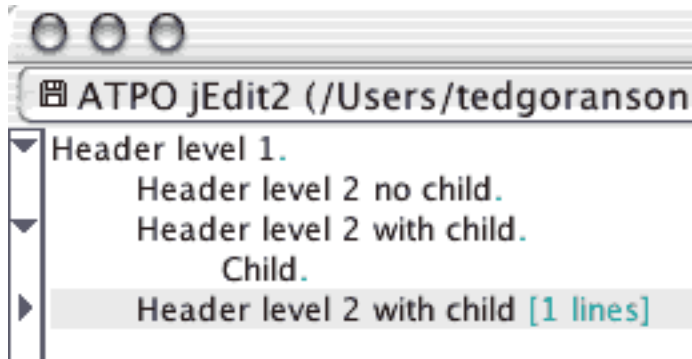 ATPO jEdit2 (/Users/tedgoranson
Header level 1.
Header level 2 no child.
Header level 2 with child.
Child.
Header level 2 with child [1 lines]